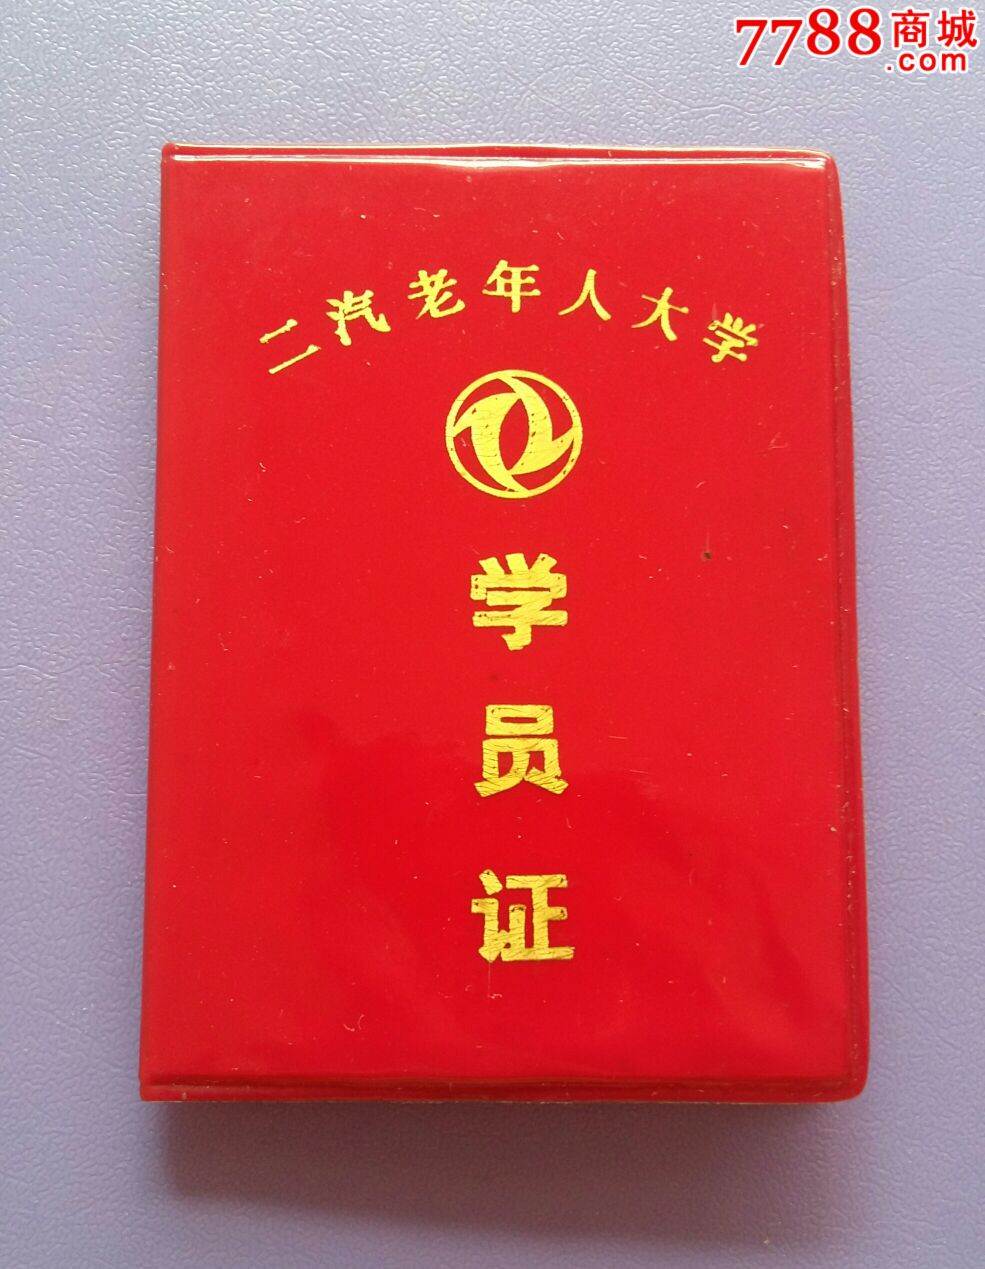 7788商城
.com
二汽老年人大学
学
员
证